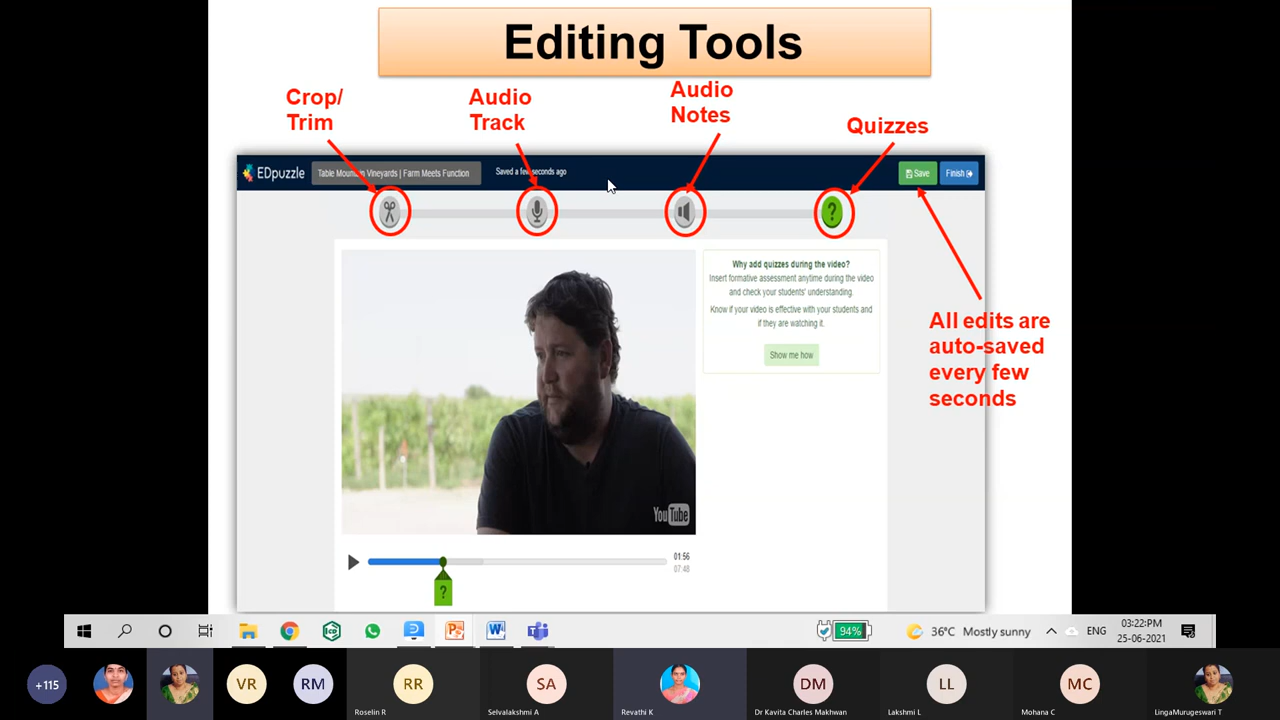 Editing Tools
Crop/
Trim
Audio
Track
Audio
Notes
Quizzes
EDpuzzle
Table Mountain Vineyards | Farm Meets Function
Saved a few seconds ago
Save
Finish
?
Why add quizzes during the video?
Insert formative assessment anytime during the video
and check your students' understanding.
Know if your video is effective with your students and
if they are watching it.
Show me how
All edits are
auto-saved
every few
seconds
YouTube
01:56
07:48
?
94%
36°C Mostly sunny
ENG
03:22:PM
25-06-2021
+115
VR
RM
RR
Roselin R
SA
Selvalakshmi A
Revathi K
DM
Dr Kavita Charles Makhwan
LL
Lakshmi L
MC
Mohana C
LingaMurugeswari T